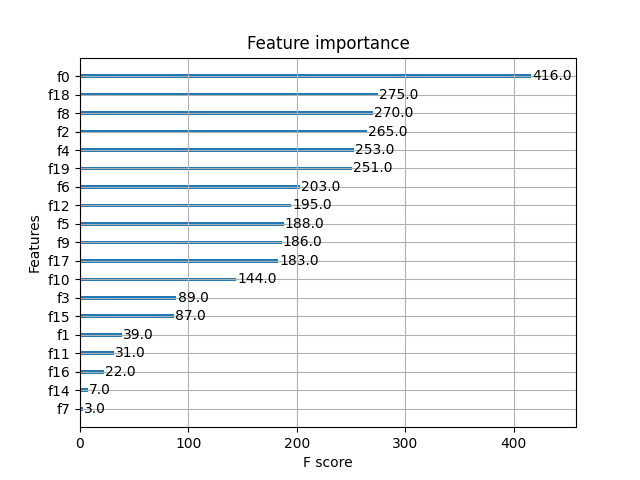 Feature importance
f0 416.0
f18 275.0
f8 270.0
f2 265.0
f4 253.0
f19 251.0
f6 203.0
f12 195.0
f5 188.0
f9 186.0
f17 183.0
f10 144.0
f3 89.0
f15 87.0
f1 39.0
f11 31.0
f16 22.0
f14 7.0
f7 3.0
Features
0 100 200 300 400
F score